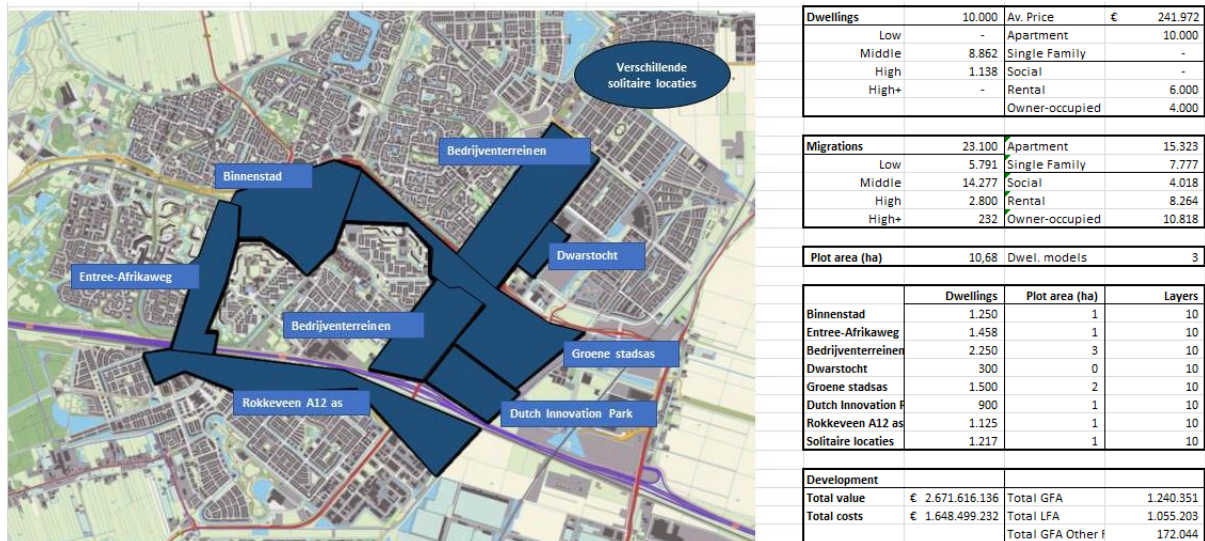 Verschillende
solitaire locaties
Bedrijventerreinen
Binnenstad
Dwarstocht
Entree-Afrikaweg
Bedrijventerreinen
Groene stadsas
Rokkeveen A12 as
Dutch Innovation Park
Dwellings 10.000 Av. Price € 241.972
Low - Apartment 10.000
Middle 8.862 Single Family -
High 1.138 Social -
High+ - Rental 6.000
Owner-occupied 4.000
Migrations 23.100 Apartment 15.323
Low 5.791 Single Family 7.777
Middle 14.277 Social 4.018
High 2.800 Rental 8.264
High+ 232 Owner-occupied 10.818
Plot area (ha) 10,68 Dwel. models 3
Dwellings Plot area (ha) Layers
Binnenstad 1.250 1 10
Entree-Afrikaweg 1.458 1 10
Bedrijventerreinen 2.250 3 10
Dwarstocht 300 0 10
Groene stadsas 1.500 2 10
Dutch Innovation P 900 1 10
Rokkeveen A12 as 1.125 1 10
Solitaire locaties 1.217 1 10
Development
Total value € 2.671.616.136 Total GFA 1.240.351
Total costs € 1.648.499.232 Total LFA 1.055.203
Total GFA Other F 172.044